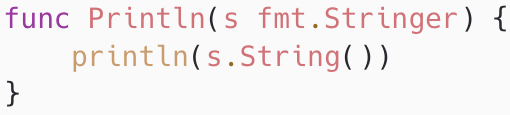 func Println(s fmt.Stringer) {
    println(s.String())
}